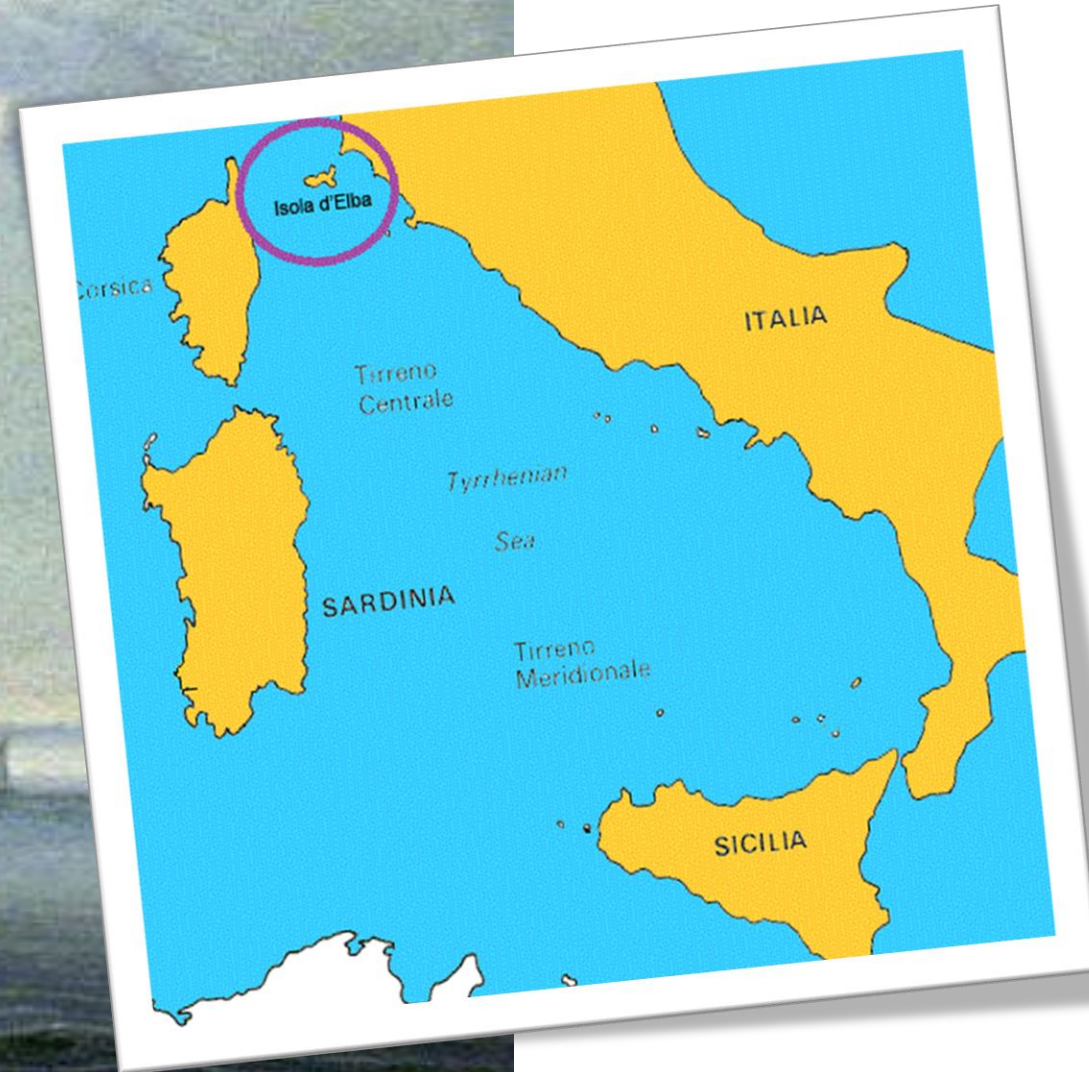 Isola d'Elba
Corsica
ITALIA
Tirreno
Centrale
Tyrrhenian
Sea
SARDINIA
Tirreno
Meridionale
SICILIA